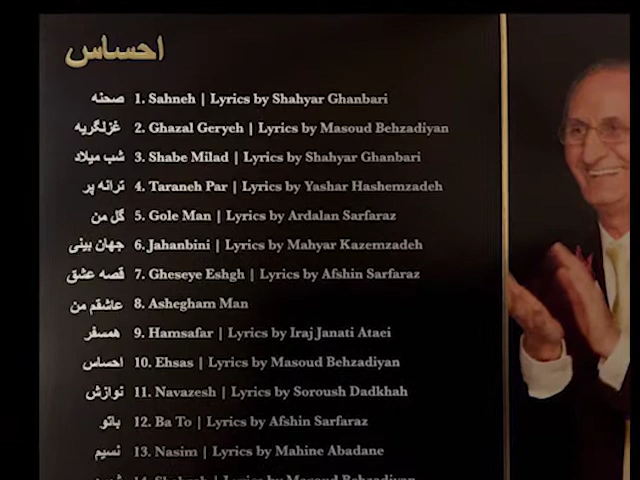 احساس
صحنه 1. Sahneh | Lyrics by Shahyar Ghanbari
غزلگریه 2. Ghazal Geryeh | Lyrics by Masoud Behzadiyan
شب میلاد 3. Shabe Milad | Lyrics by Shahyar Ghanbari
ترانه پر 4. Taraneh Par | Lyrics by Yashar Hashemzadeh
گل من 5. Gole Man | Lyrics by Ardalan Sarfaraz
جهان بینی 6. Jahanbini | Lyrics by Mahyar Kazemzadeh
قصه عشق 7. Gheseye Eshgh | Lyrics by Afshin Sarfaraz
عاشقم من 8. Ashegham Man
همسفر 9. Hamsafar | Lyrics by Iraj Janati Ataei
احساس 10. Ehsas | Lyrics by Masoud Behzadiyan
نوازش 11. Navazesh | Lyrics by Soroush Dadkhah
باتو 12. Ba To | Lyrics by Afshin Sarfaraz
نسیم 13. Nasim | Lyrics by Mahine Abadane
14. Lyrics by Masoud Behzadiyan